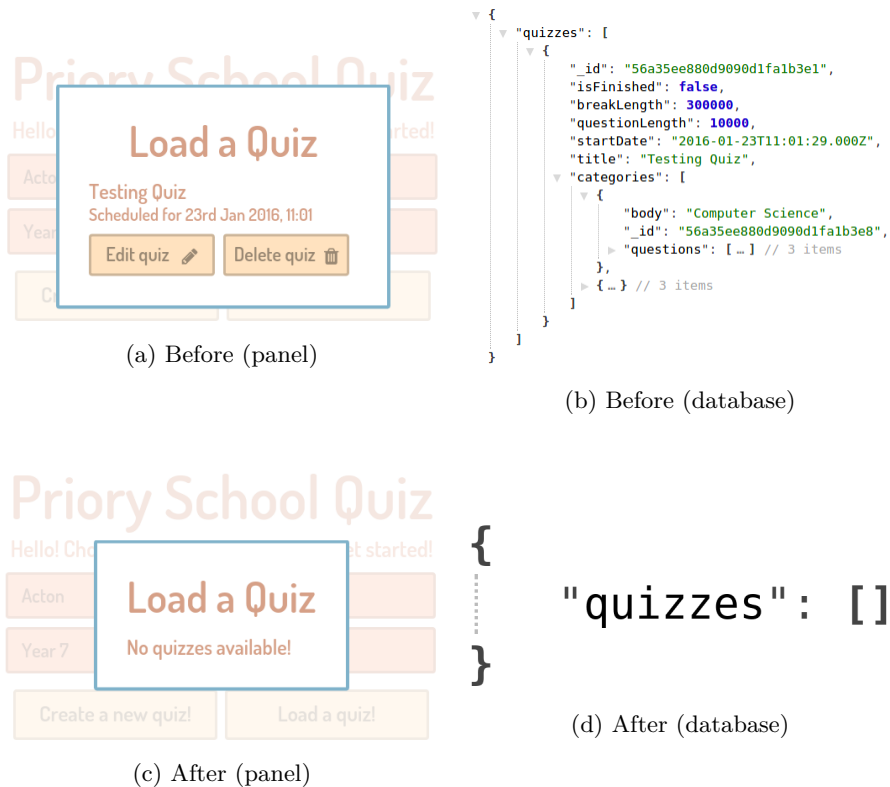 Priory School Quiz
Hello
rted!
Load a Quiz
Acto
Testing Quiz
Scheduled for 23rd Jan 2016, 11:01
Year
Edit quiz
Delete quiz
Cr
(a) Before (panel)
{
"quizzes": [
{
"_id": "56a35ee880d9090d1fa1b3e1",
"isFinished": false,
"breakLength": 300000,
"questionLength": 10000,
"startDate": "2016-01-23T11:01:29.000Z",
"title": "Testing Quiz",
"categories": [
{
"body": "Computer Science",
"_id": "56a35ee880d9090d1fa1b3e8",
"questions": [ … ] // 3 items
},
{ … } // 3 items
]
}
]
}
(b) Before (database)
Priory School Quiz
Hello! Cho
et started!
Acton
Load a Quiz
Year 7
No quizzes available!
Create a new quiz!
Load a quiz!
(c) After (panel)
{
"quizzes": []
}
(d) After (database)